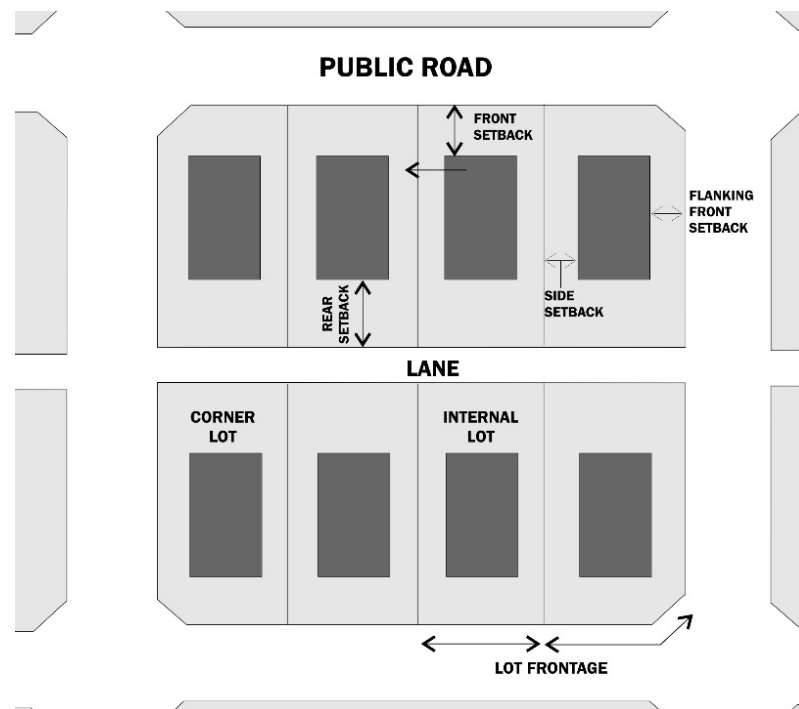 PUBLIC ROAD
FRONT
SETBACK
FLANKING
FRONT
SETBACK
SIDE
SETBACK
REAR
SETBACK
LANE
CORNER
LOT
INTERNAL
LOT
LOT FRONTAGE